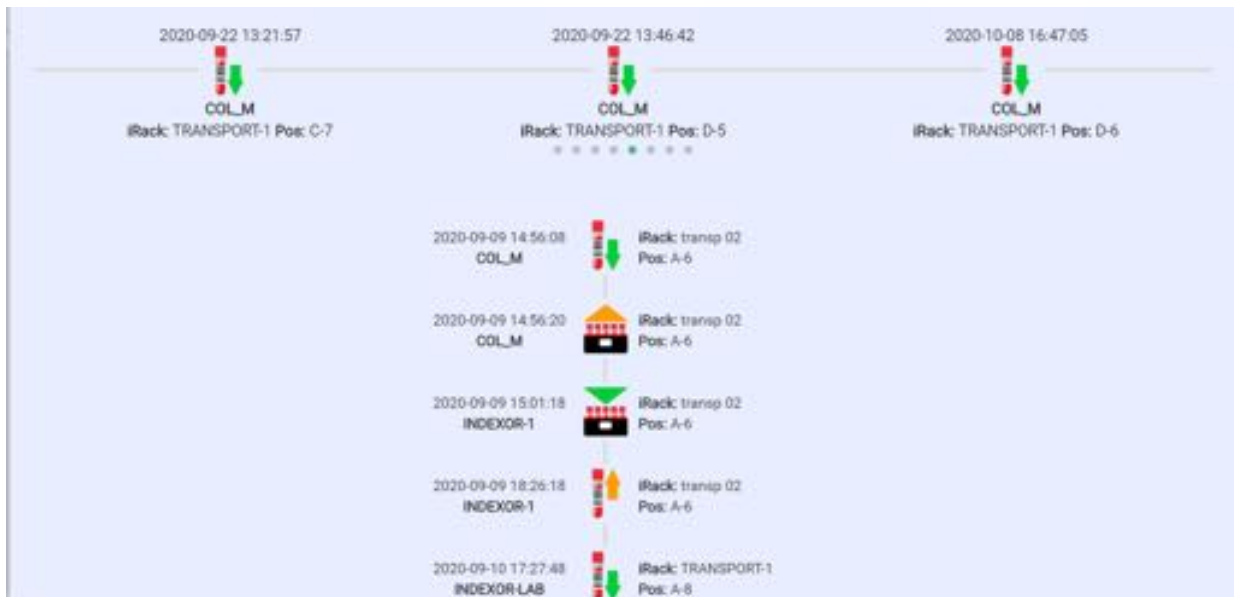 2020-09-22 13:21:57
COL_M
iRack: TRANSPORT-1 Pos: C-7
2020-09-22 13:46:42
COL_M
iRack: TRANSPORT-1 Pos: D-5
2020-10-08 16:47:05
COL_M
iRack: TRANSPORT-1 Pos: D-6
2020-09-09 14:56:08
COL_M
iRack: transp 02
Pos: A-6
2020-09-09 14:56:20
COL_M
iRack: transp 02
Pos: A-6
2020-09-09 15:01:18
INDEXOR-1
iRack: transp 02
Pos: A-6
2020-09-09 18:26:18
INDEXOR-1
iRack: transp 02
Pos: A-6
2020-09-10 17:27:48
INDEXOR-LAB
iRack: TRANSPORT-1
Pos: A-8